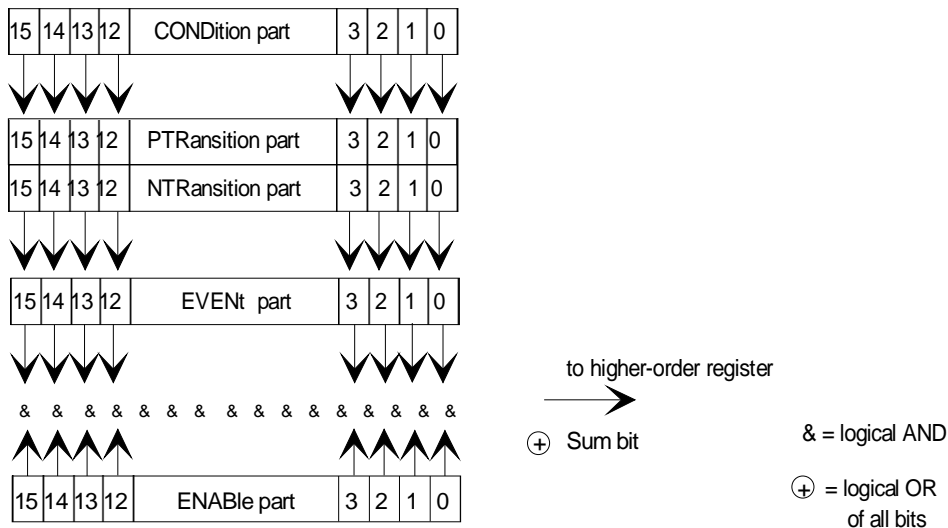 15 14 13 12 CONDition part 3 2 1 0
15 14 13 12 PTRansition part 3 2 1 0
15 14 13 12 NTRansition part 3 2 1 0
15 14 13 12 EVENt part 3 2 1 0
to higher-order register
& & & & & & & & & & & & & & & &
+ Sum bit
& = logical AND
15 14 13 12 ENABle part 3 2 1 0
+ = logical OR
of all bits